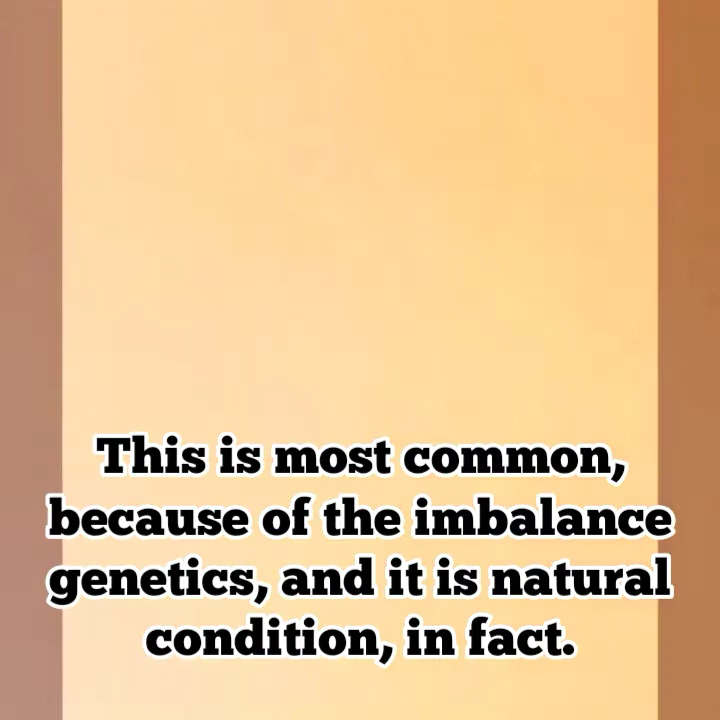 This is most common,
because of the imbalance
genetics, and it is natural
condition, in fact.